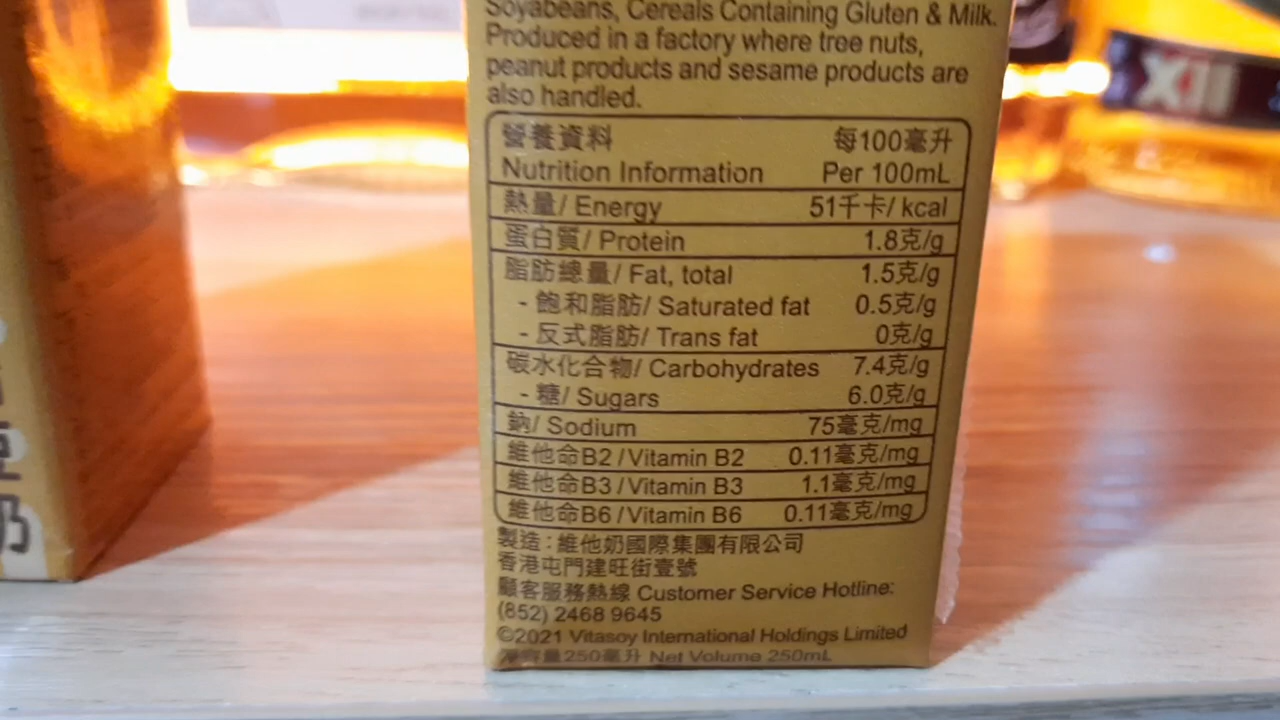 Soyabeans, Cereals Containing Gluten & Milk.
Produced in a factory where tree nuts,
peanut products and sesame products are
also handled.
營養資料 每100毫升
Nutrition Information Per 100mL
熱量/ Energy 51千卡/ kcal
蛋白質/ Protein 1.8克/g
脂肪總量/ Fat, total 1.5克/g
- 飽和脂肪/ Saturated fat 0.5克/g
- 反式脂肪/ Trans fat 0克/g
碳水化合物/ Carbohydrates 7.4克/g
- 糖/ Sugars 6.0克/g
鈉/ Sodium 75毫克/mg
維他命B2 /Vitamin B2 0.11毫克/mg
維他命B3 /Vitamin B3 1.1毫克/mg
維他命B6 /Vitamin B6 0.11毫克/mg
製造 : 維他奶國際集團有限公司
香港屯門建旺街壹號
顧客服務熱線 Customer Service Hotline:
(852) 2468 9645
©2021 Vitasoy International Holdings Limited
淨容量250毫升 Net Volume 250mL
XII
奶